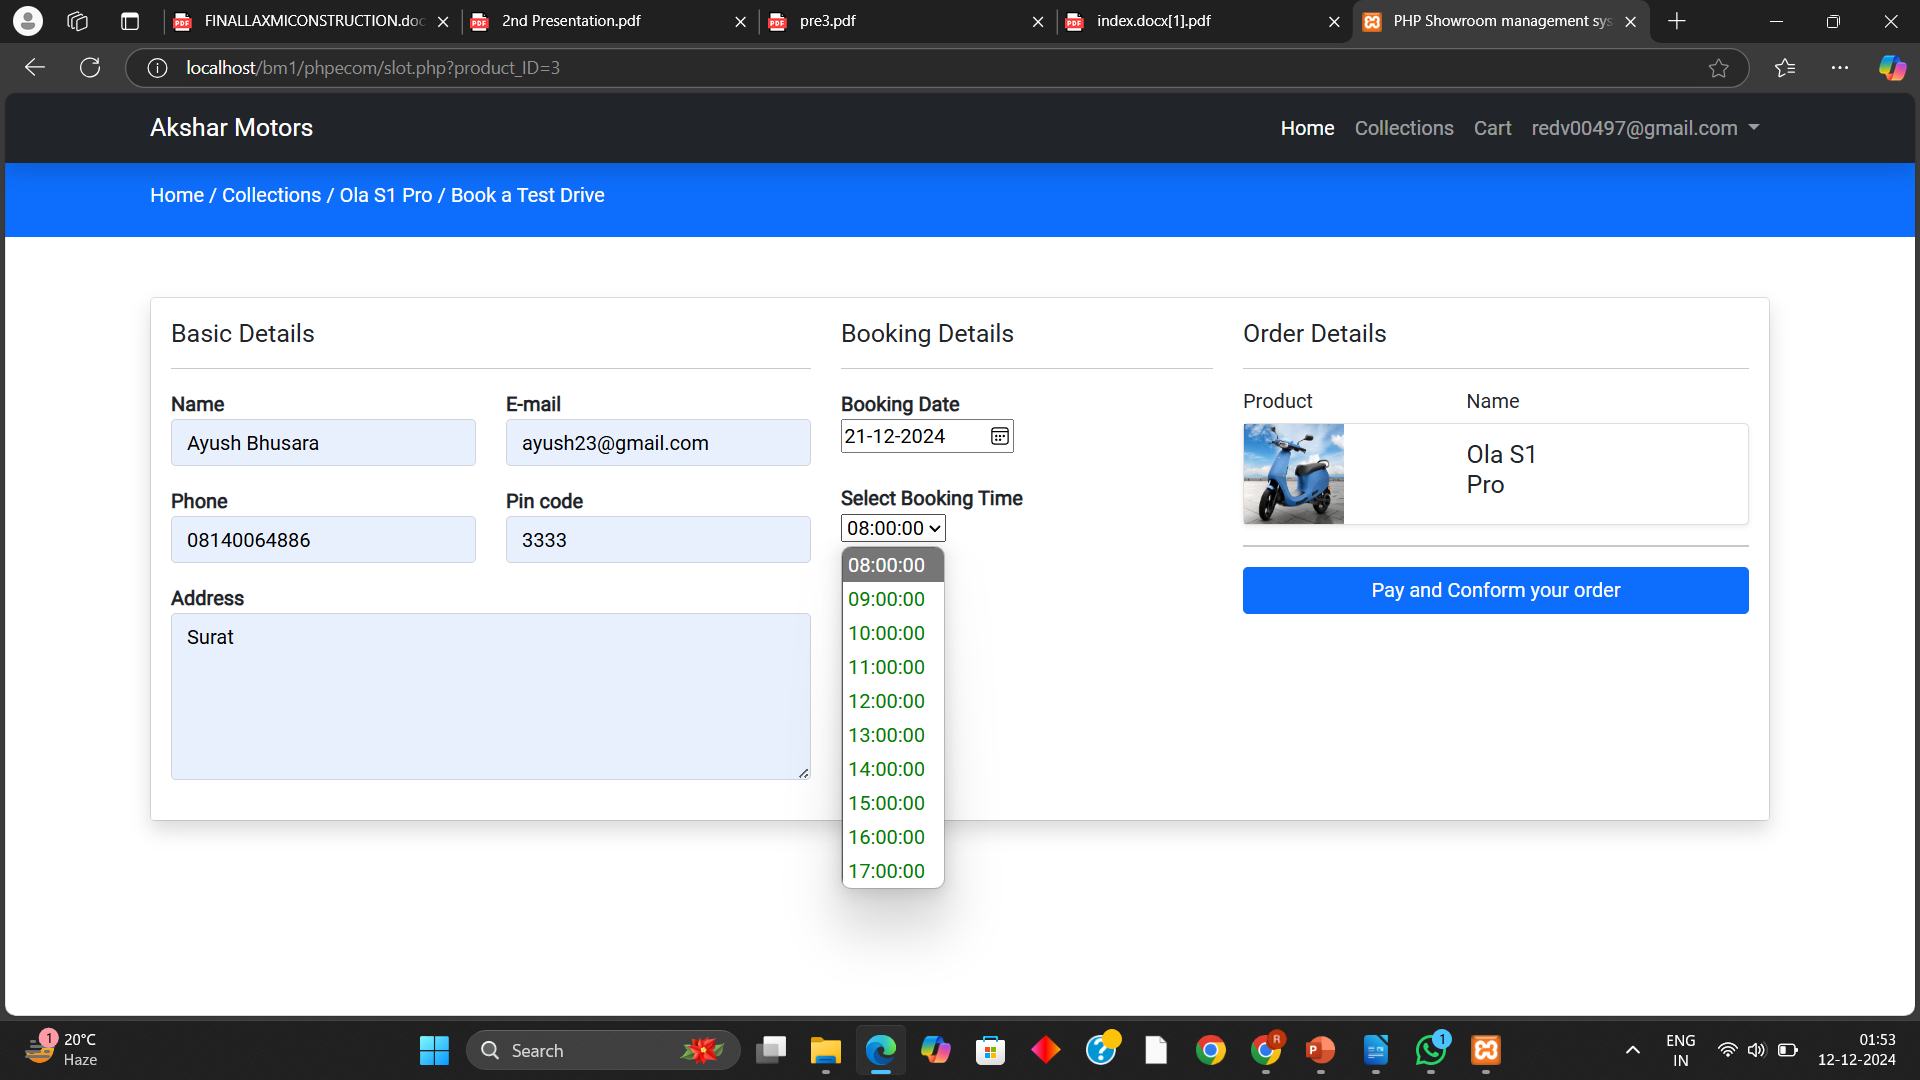 FINALLAXMICONSTRUCTION.doc
2nd Presentation.pdf
pre3.pdf
index.docx[1].pdf
PHP Showroom management sys
localhost/bm1/phpecom/slot.php?product_ID=3
Akshar Motors
Home
Collections
Cart
redv00497@gmail.com
Home / Collections / Ola S1 Pro / Book a Test Drive
Basic Details
Name
Ayush Bhusara
E-mail
ayush23@gmail.com
Phone
08140064886
Pin code
3333
Address
Surat
Booking Details
Booking Date
21-12-2024
Select Booking Time
08:00:00
08:00:00
09:00:00
10:00:00
11:00:00
12:00:00
13:00:00
14:00:00
15:00:00
16:00:00
17:00:00
Order Details
Product
Name
Ola S1
Pro
Pay and Conform your order
1
20°C
Haze
Search
R
1
ENG
IN
01:53
12-12-2024